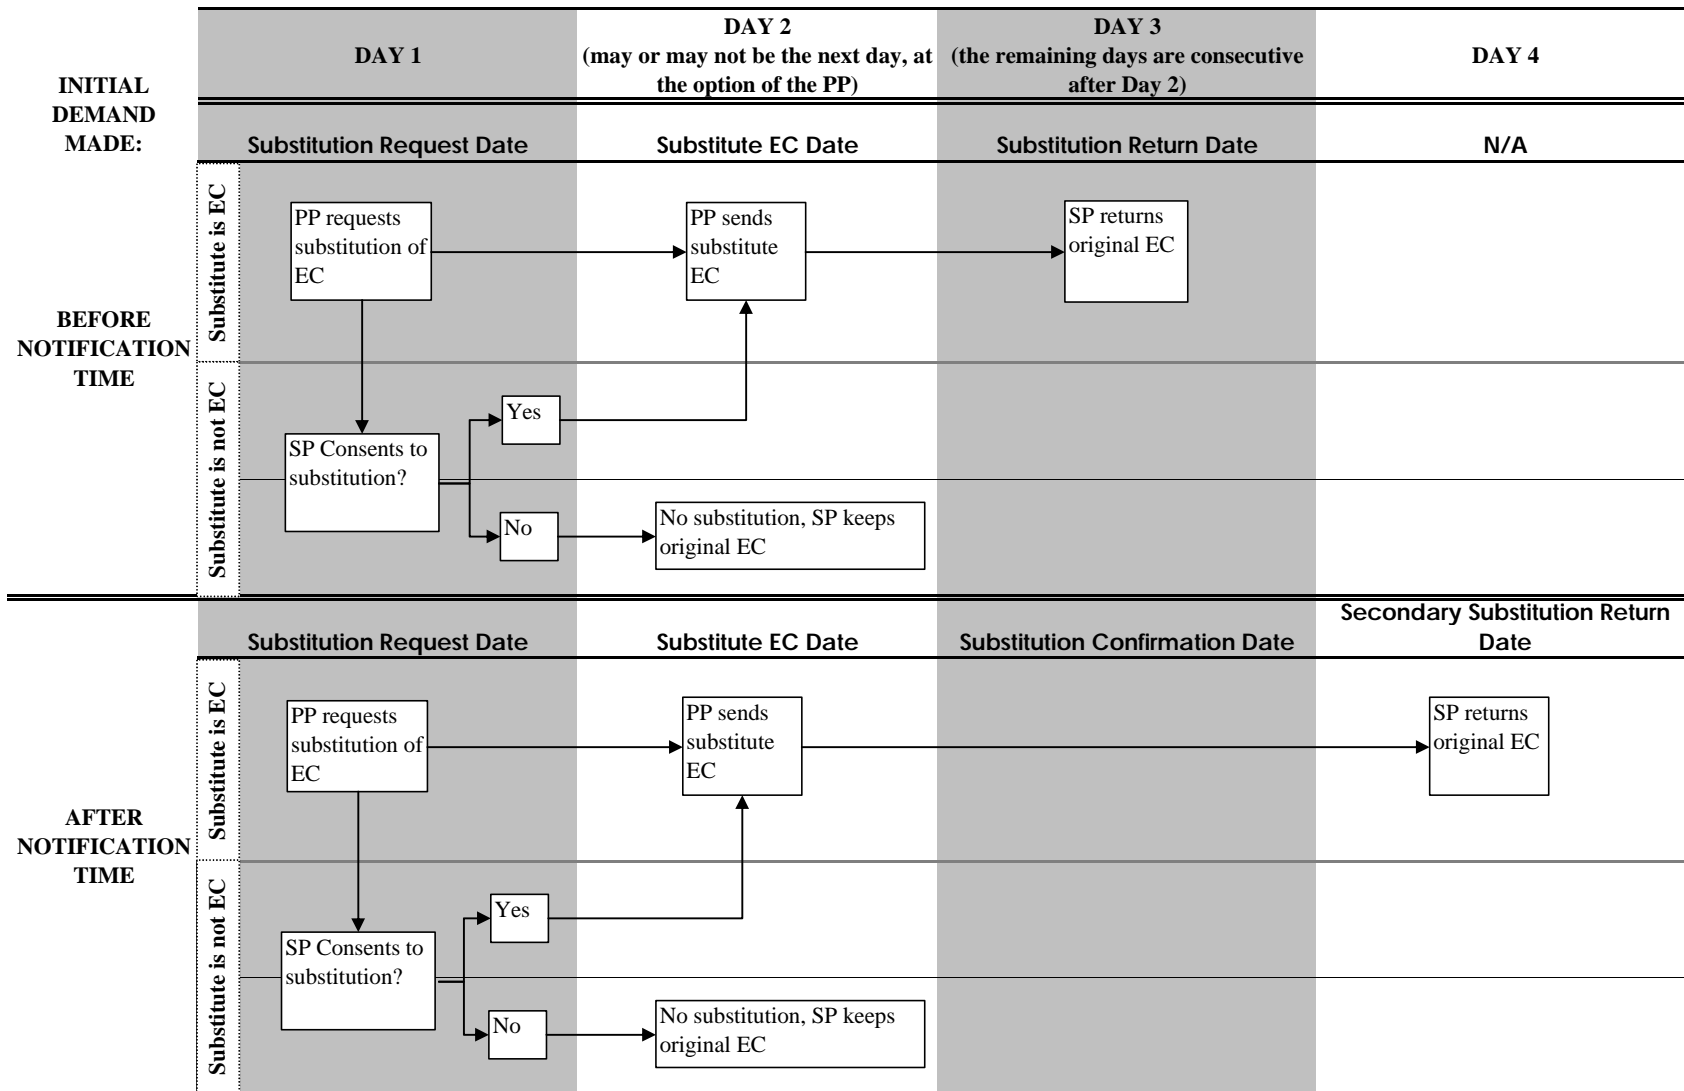 INITIAL
DEMAND
MADE:
DAY 1
DAY 2
(may or may not be the next day, at
the option of the PP)
DAY 3
(the remaining days are consecutive
after Day 2)
DAY 4
Substitution Request Date
Substitute EC Date
Substitution Return Date
N/A
BEFORE
NOTIFICATION
TIME
Substitute is EC
PP requests
substitution of
EC
PP sends
substitute
EC
SP returns
original EC
Substitute is not EC
SP Consents to
substitution?
Yes
No
No substitution, SP keeps
original EC
Substitution Request Date
Substitute EC Date
Substitution Confirmation Date
Secondary Substitution Return
Date
AFTER
NOTIFICATION
TIME
Substitute is EC
PP requests
substitution of
EC
PP sends
substitute
EC
SP returns
original EC
Substitute is not EC
SP Consents to
substitution?
Yes
No
No substitution, SP keeps
original EC